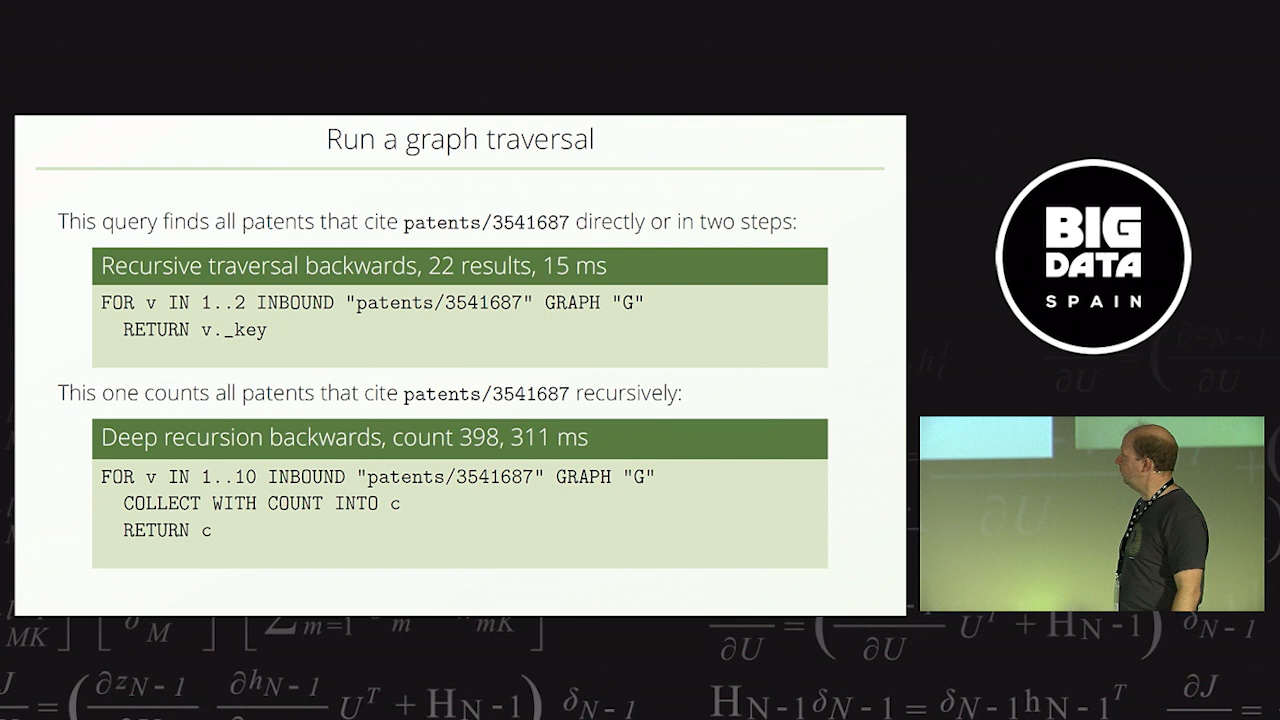 Run a graph traversal
This query finds all patents that cite patents/3541687 directly or in two steps:
Recursive traversal backwards, 22 results, 15 ms
FOR v IN 1..2 INBOUND "patents/3541687" GRAPH "G"
RETURN v._key
This one counts all patents that cite patents/3541687 recursively:
Deep recursion backwards, count 398, 311 ms
FOR v IN 1..10 INBOUND "patents/3541687" GRAPH "G"
COLLECT WITH COUNT INTO c
RETURN c
BIG
DATA
SPAIN